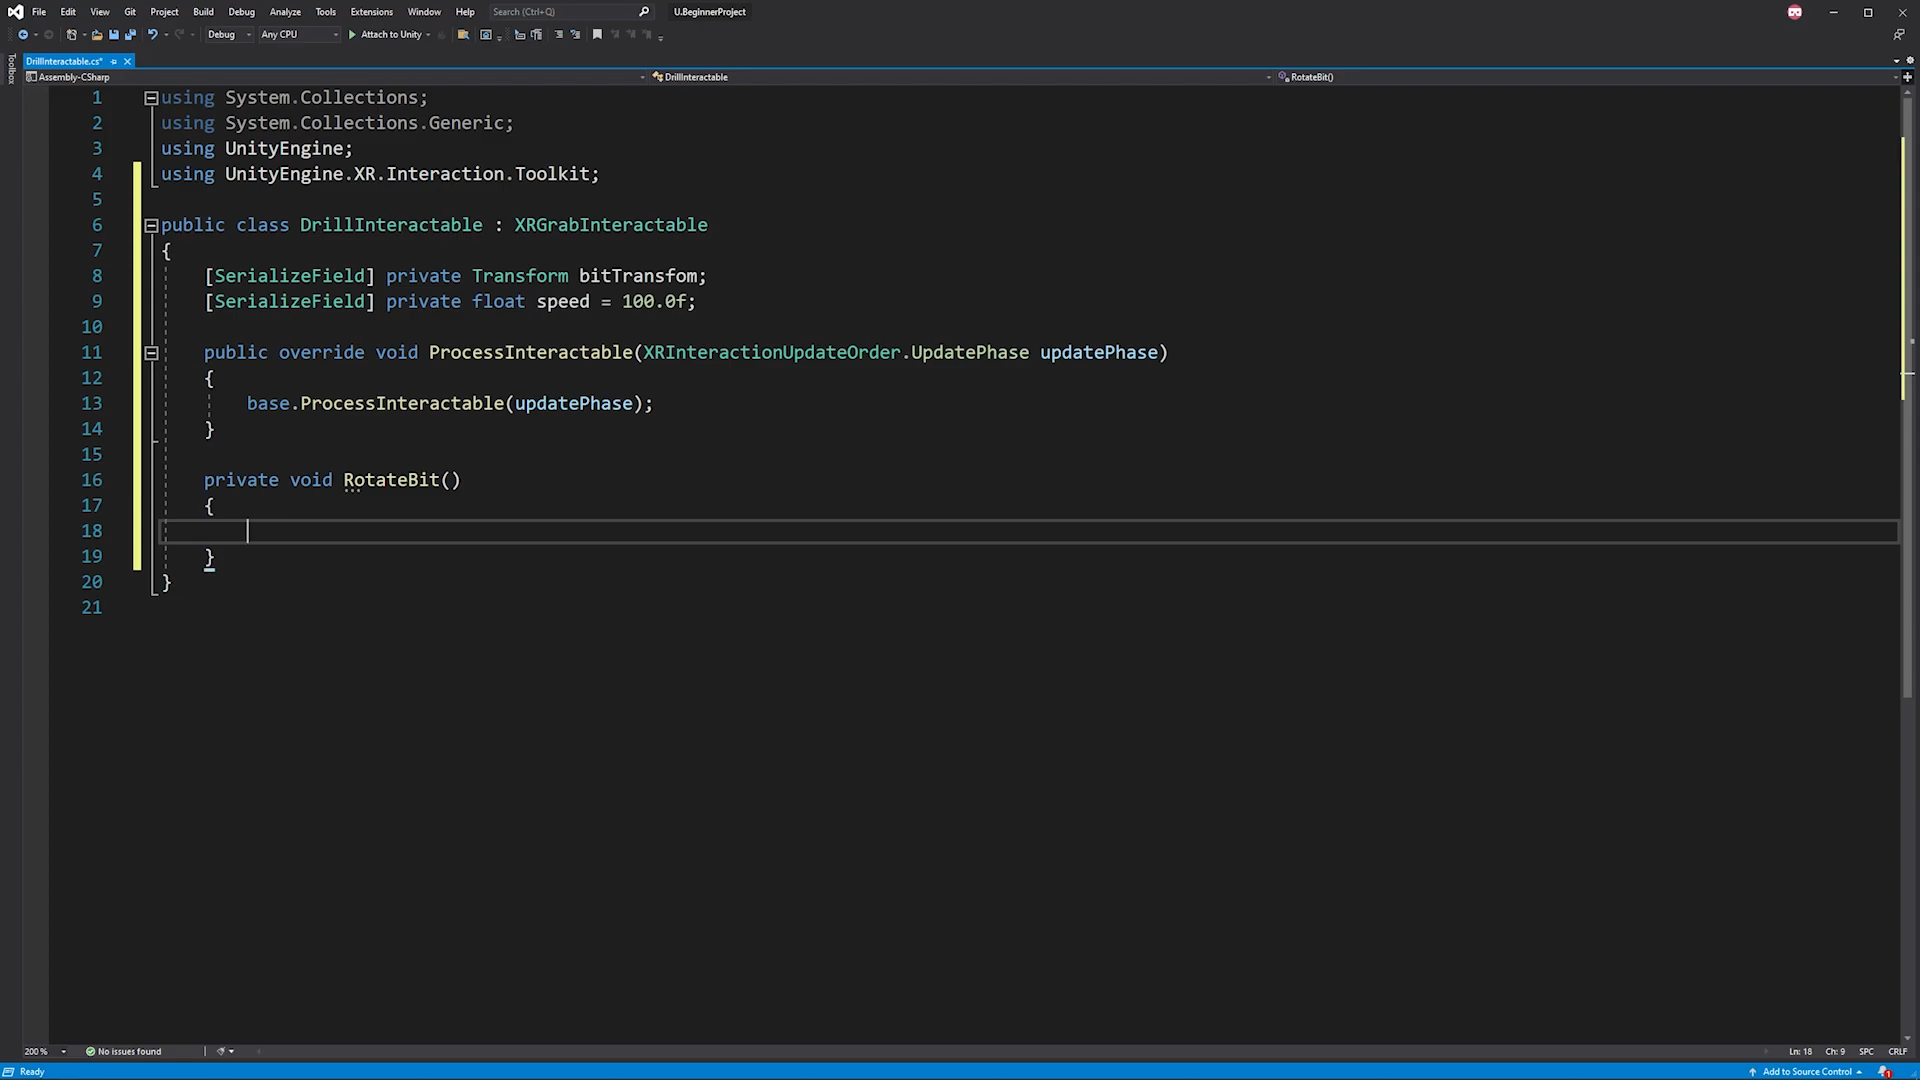 File Edit View Git Project Build Debug Analyze Tools Extensions Window Help Search (Ctrl+Q) U.BeginnerProject
Debug Any CPU Attach to Unity
Toolbox
DrillInteractable.cs*
Assembly-CSharp DrillInteractable RotateBit()
1 using System.Collections;
2 using System.Collections.Generic;
3 using UnityEngine;
4 using UnityEngine.XR.Interaction.Toolkit;
5
6 public class DrillInteractable : XRGrabInteractable
7 {
8 [SerializeField] private Transform bitTransfom;
9 [SerializeField] private float speed = 100.0f;
10
11 public override void ProcessInteractable(XRInteractionUpdateOrder.UpdatePhase updatePhase)
12 {
13 base.ProcessInteractable(updatePhase);
14 }
15
16 private void RotateBit()
17 {
18
19 }
20 }
21
200 % No issues found Ln: 18 Ch: 9 SPC CRLF
Ready Add to Source Control 1